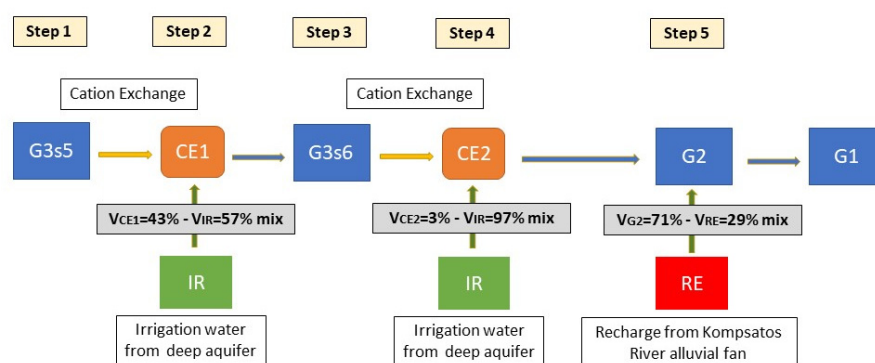 Step 1
Step 2
Step 3
Step 4
Step 5
Cation Exchange
Cation Exchange
G3s5
CE1
G3s6
CE2
G2
G1
VCE1=43% - VIR=57% mix
VCE2=3% - VIR=97% mix
VG2=71% - VRE=29% mix
IR
IR
RE
Irrigation water
from deep aquifer
Irrigation water
from deep aquifer
Recharge from Kompsatos
River alluvial fan